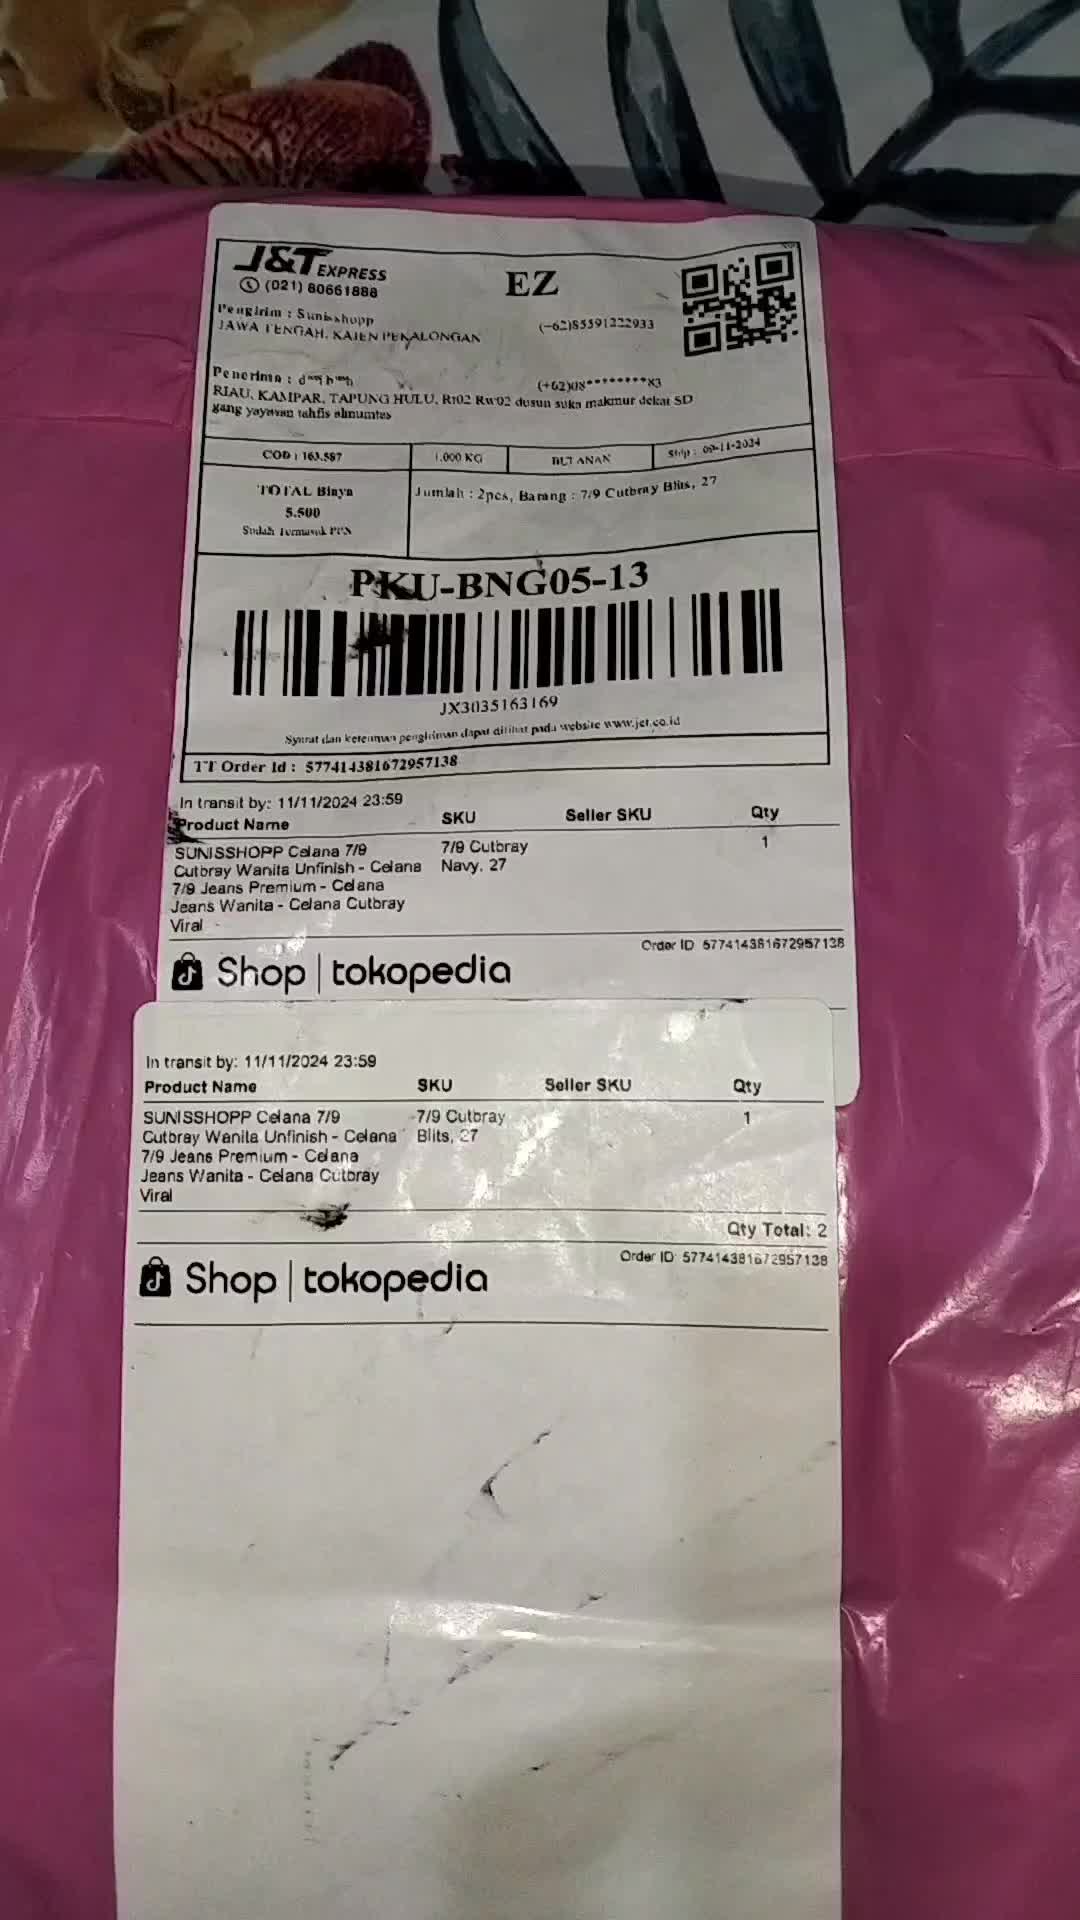 J&T EXPRESS
(021) 80661888
EZ
Pengirim : Sunisshopp
(-62)85591222933
JAWA TENGAH, KAJEN PEKALONGAN
Penerima :
(+62)08********83
RIAU, KAMPAR, TAPUNG HULU, Rt02 Rw02 dusun suka makmur dekat SD
gang yayasan tahfis almumtes
COD : 163.587
1.000 KG
BULANAN
Ship : 09-11-2024
TOTAL Biaya
5.500
Sudah Termasuk PPN
Jumlah : 2pcs, Barang : 7/9 Cutbray Blits, 27
PKU-BNG05-13
JX3035163169
Syarat dan ketentuan pengiriman dapat dilihat pada website www.jet.co.id
TT Order Id : 577414381672957138
In transit by: 11/11/2024 23:59
Product Name SKU Seller SKU Qty
SUNISSHOPP Celana 7/9 7/9 Cutbray 1
Cutbray Wanita Unfinish - Celana Navy, 27
7/9 Jeans Premium - Celana
Jeans Wanita - Celana Cutbray
Viral
Order ID: 577414381672957138
Shop | tokopedia
In transit by: 11/11/2024 23:59
Product Name SKU Seller SKU Qty
SUNISSHOPP Celana 7/9 7/9 Cutbray 1
Cutbray Wanita Unfinish - Celana Blits, 27
7/9 Jeans Premium - Celana
Jeans Wanita - Celana Cutbray
Viral
Qty Total: 2
Order ID: 577414381672957138
Shop | tokopedia